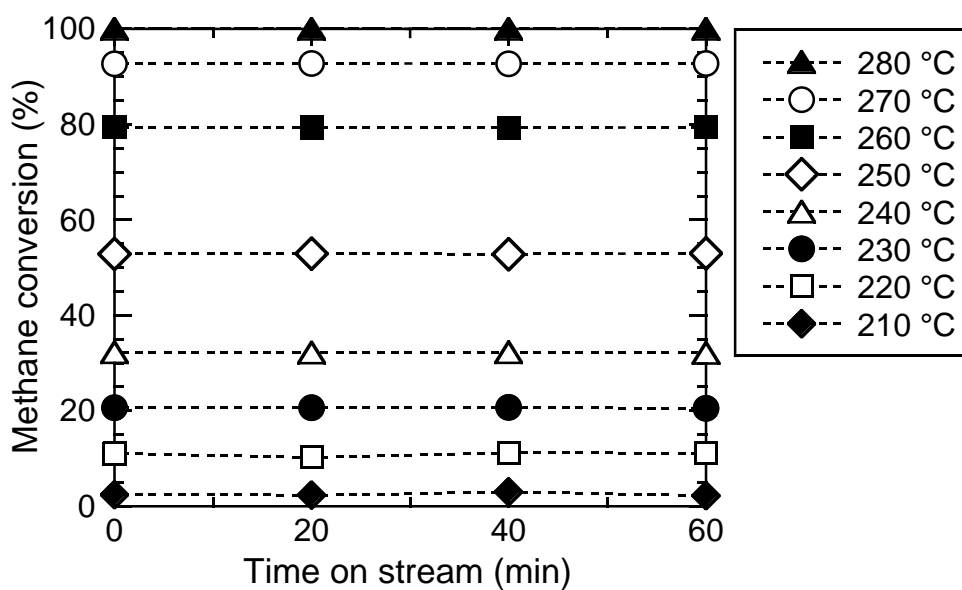 100
80
60
40
20
0
Methane conversion (%)
0 20 40 60
Time on stream (min)
280 °C
270 °C
260 °C
250 °C
240 °C
230 °C
220 °C
210 °C